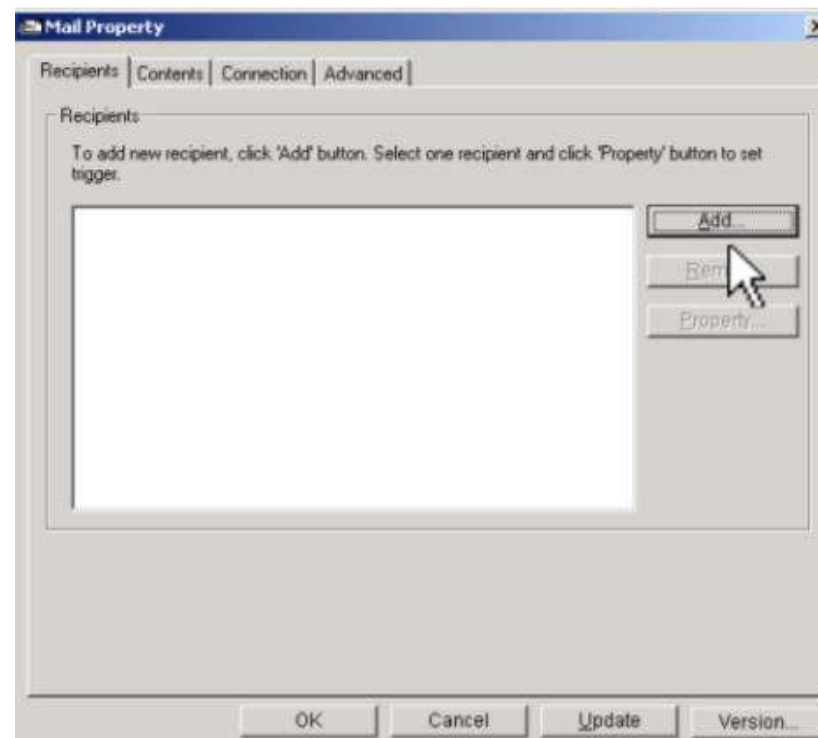 Mail Property
Recipients Contents Connection Advanced
Recipients
To add new recipient, click 'Add' button. Select one recipient and click 'Property' button to set
trigger.
Add...
Rem
Property...
OK Cancel Update Version...